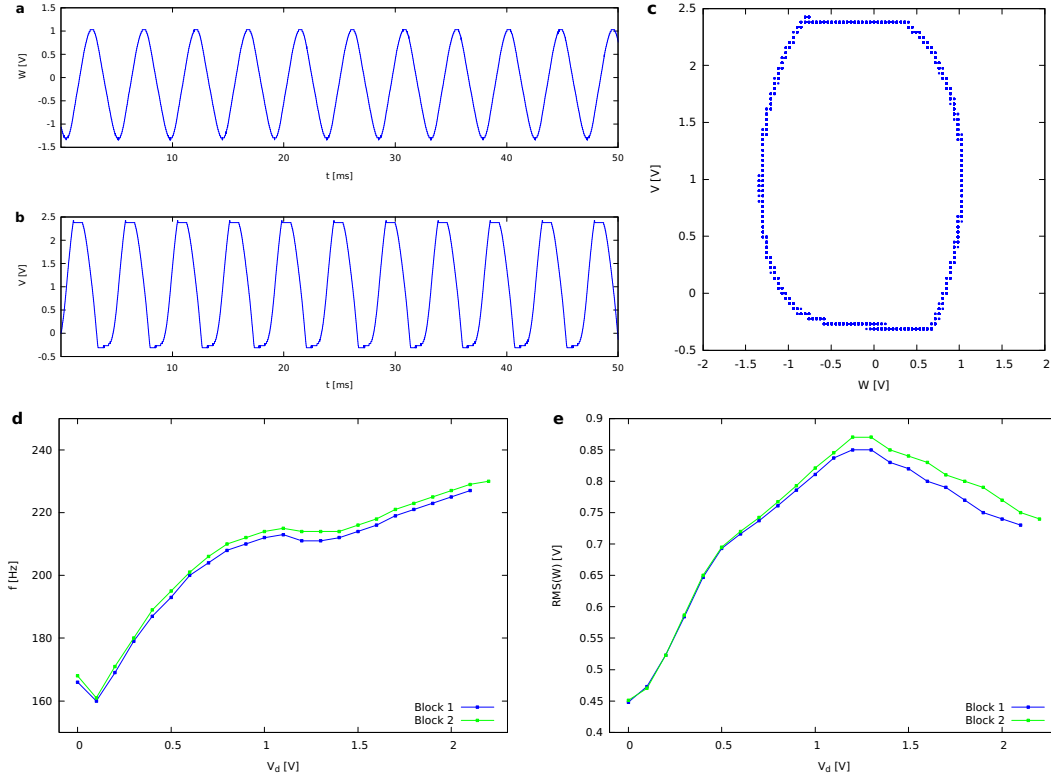 a
1.5
1
0.5
0
-0.5
-1
-1.5
W [V]
10 20 30 40 50
t [ms]
b
2.5
2
1.5
1
0.5
0
-0.5
V [V]
10 20 30 40 50
t [ms]
c
2.5
2
1.5
1
0.5
0
-0.5
V [V]
-2 -1.5 -1 -0.5 0 0.5 1 1.5 2
W [V]
d
240
220
200
180
160
f [Hz]
0 0.5 1 1.5 2
V_d [V]
Block 1
Block 2
e
0.9
0.85
0.8
0.75
0.7
0.65
0.6
0.55
0.5
0.45
0.4
RMS(W) [V]
0 0.5 1 1.5 2
V_d [V]
Block 1
Block 2